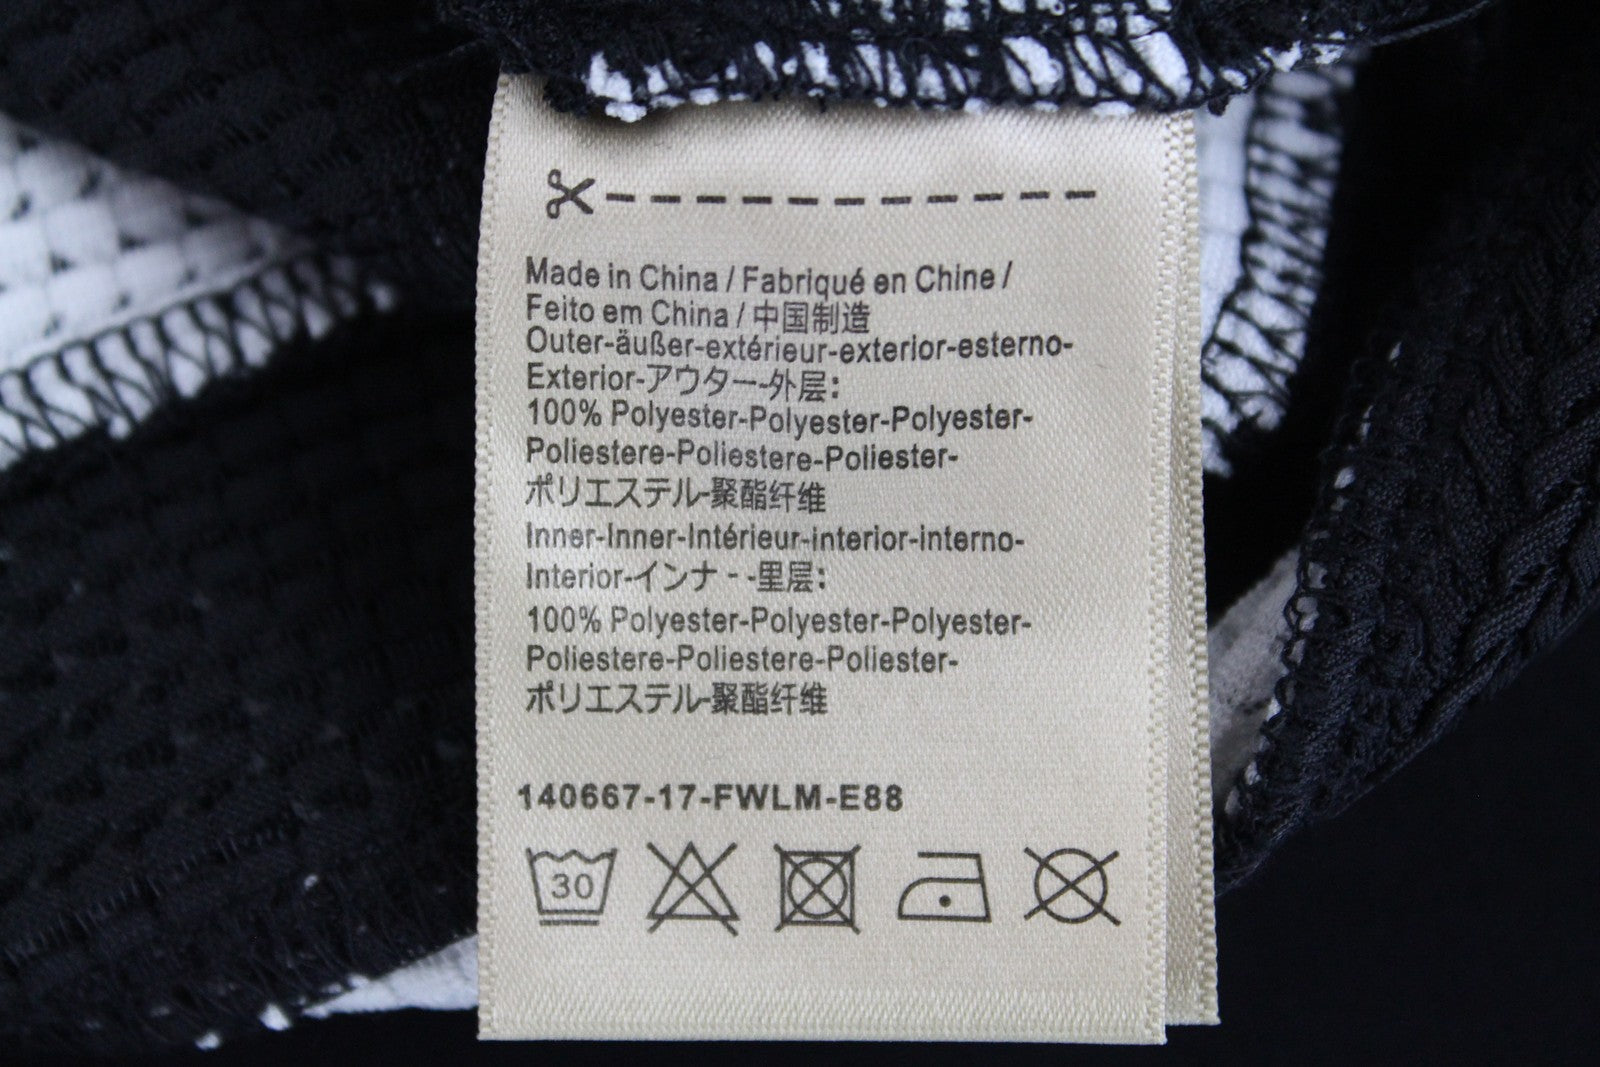 Made in China / Fabriqué en Chine /
Feito em China / 中国制造
Outer-äußer-extérieur-exterior-esterno-
Exterior-アウター-外层:
100% Polyester-Polyester-Polyester-
Poliestere-Poliestere-Poliester-
ポリエステル-聚酯纤维
Inner-Inner-Intérieur-interior-interno-
Interior-インナ - -里层:
100% Polyester-Polyester-Polyester-
Poliestere-Poliestere-Poliester-
ポリエステル-聚酯纤维
140667-17-FWLM-E88
30